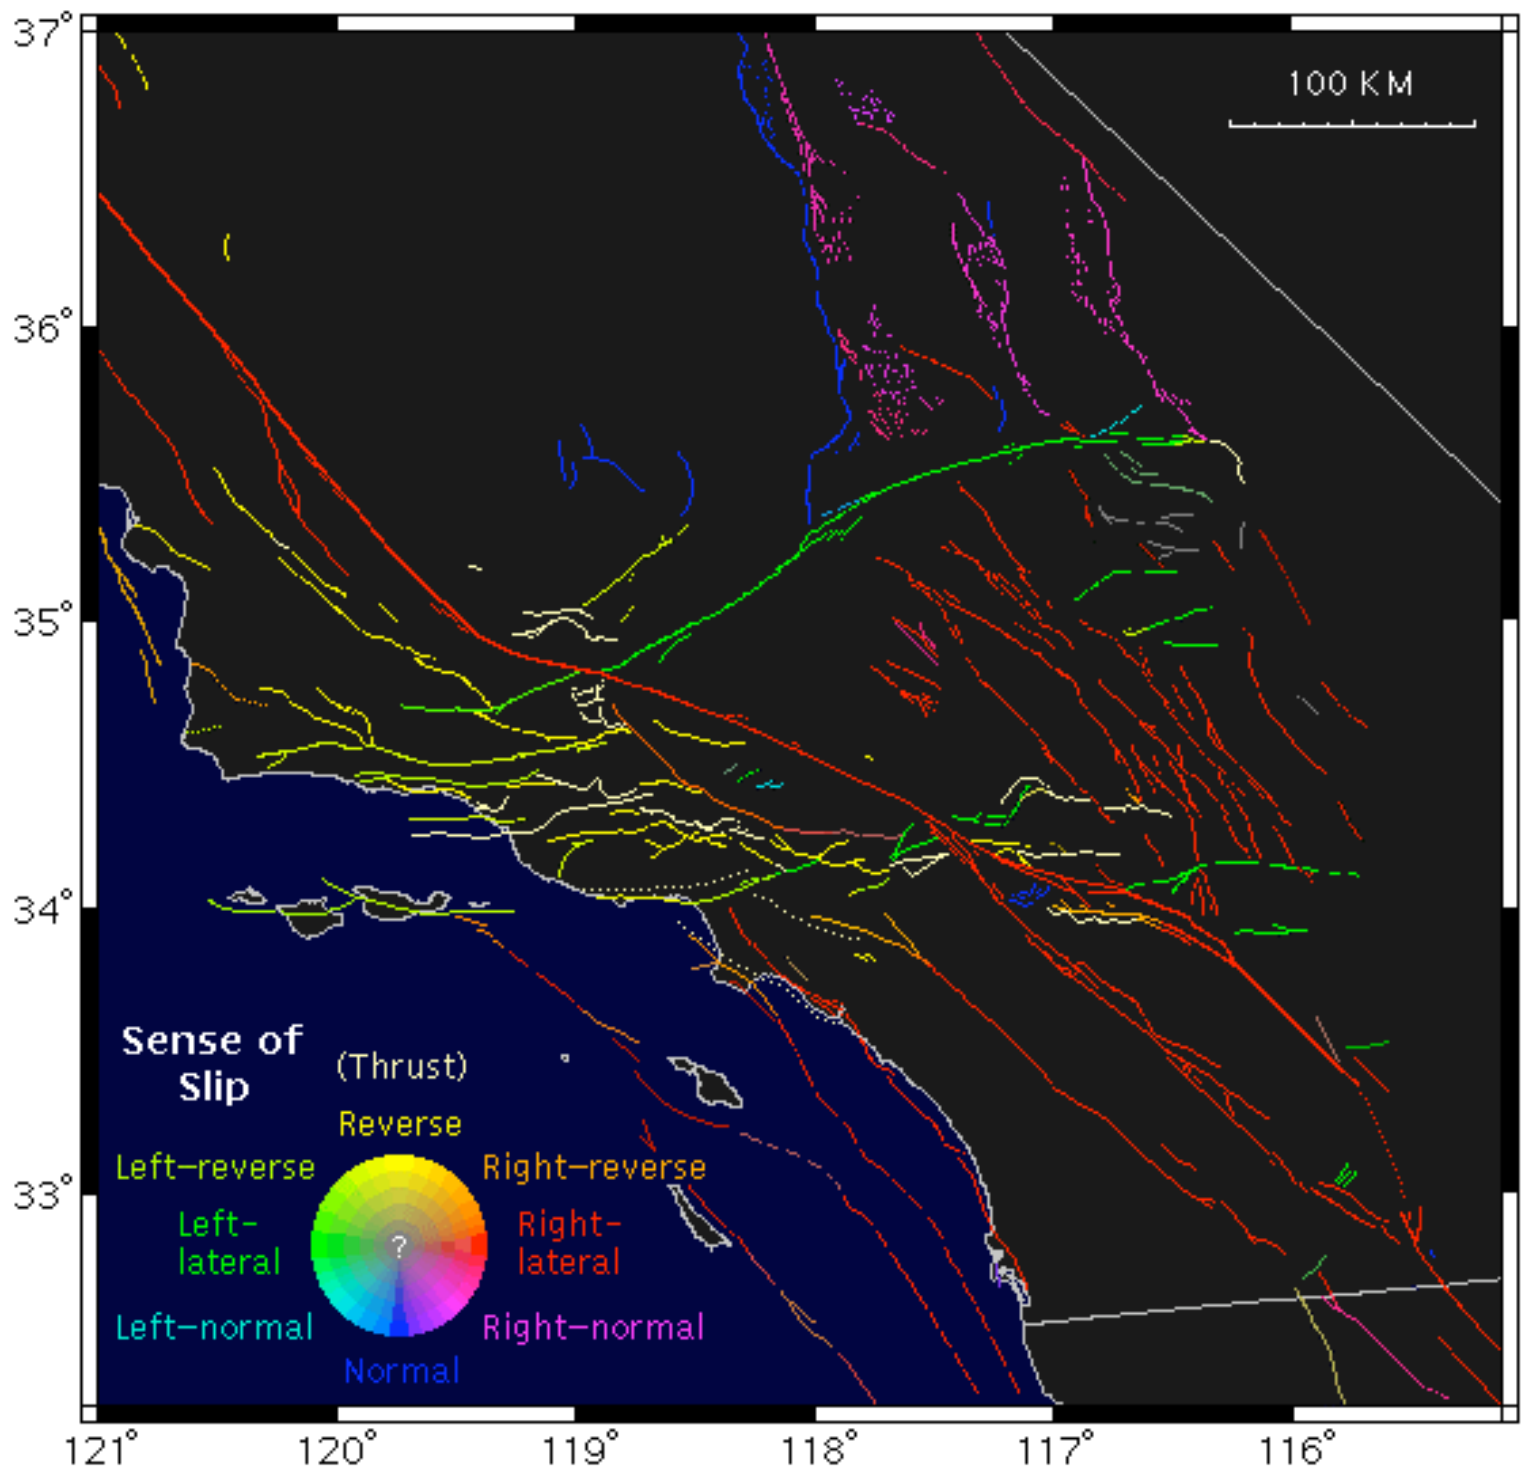 37°
100 KM
36°
35°
34°
Sense of
Slip
(Thrust)
Reverse
Left-reverse
Right-reverse
33°
Left-
lateral
?
Right-
lateral
Left-normal
Right-normal
Normal
121°
120°
119°
118°
117°
116°